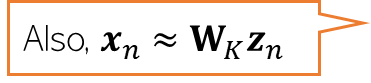 Also, 𝒙ₙ ≈ 𝐖_K 𝒛ₙ